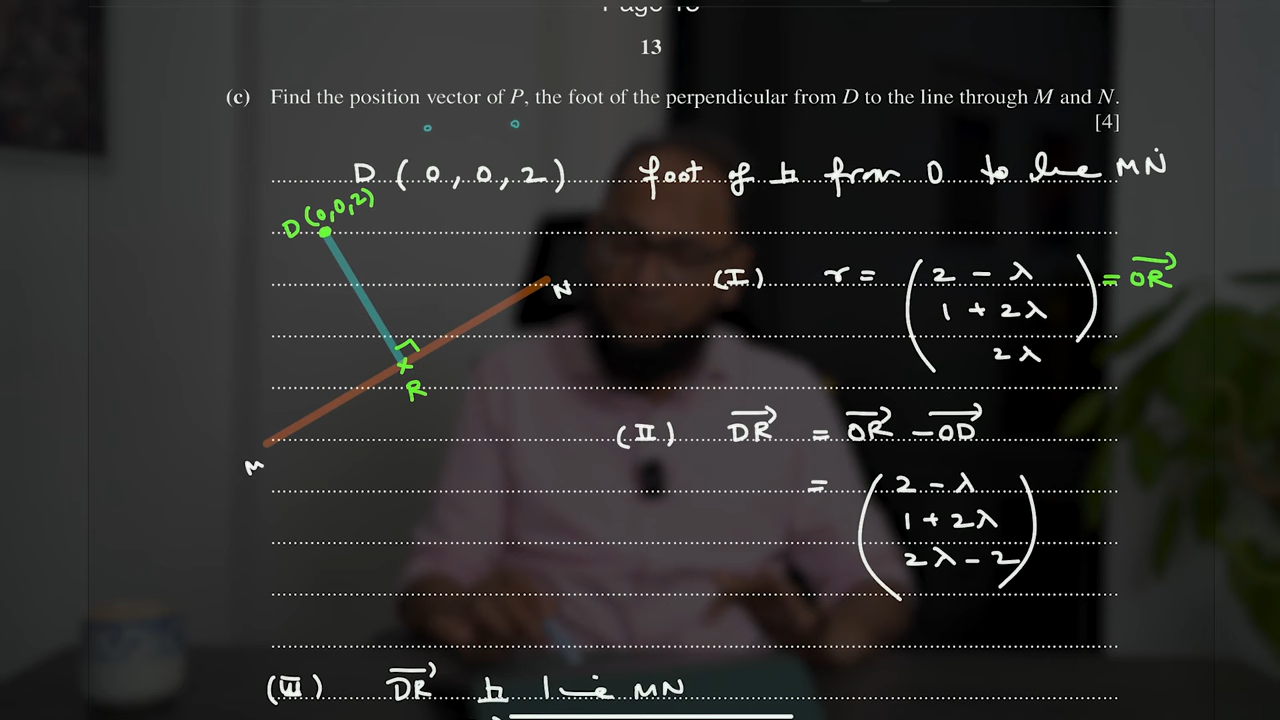 13
(c) Find the position vector of P, the foot of the perpendicular from D to the line through M and N.
[4]
D ( 0 , 0 , 2 ) foot of ⊥ from D to line MN
D (0,0,2)
N
R
M
(I) r = ( 2 - λ
1 + 2λ
2λ ) = OR
(II) DR = OR - OD
= ( 2 - λ
1 + 2λ
2λ - 2 )
(III) DR ⊥ line MN